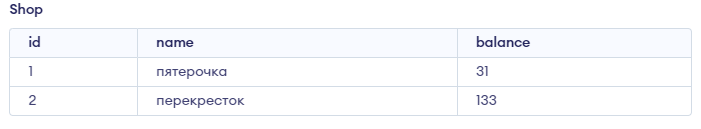 Shop
id name balance
1 пятерочка 31
2 перекресток 133